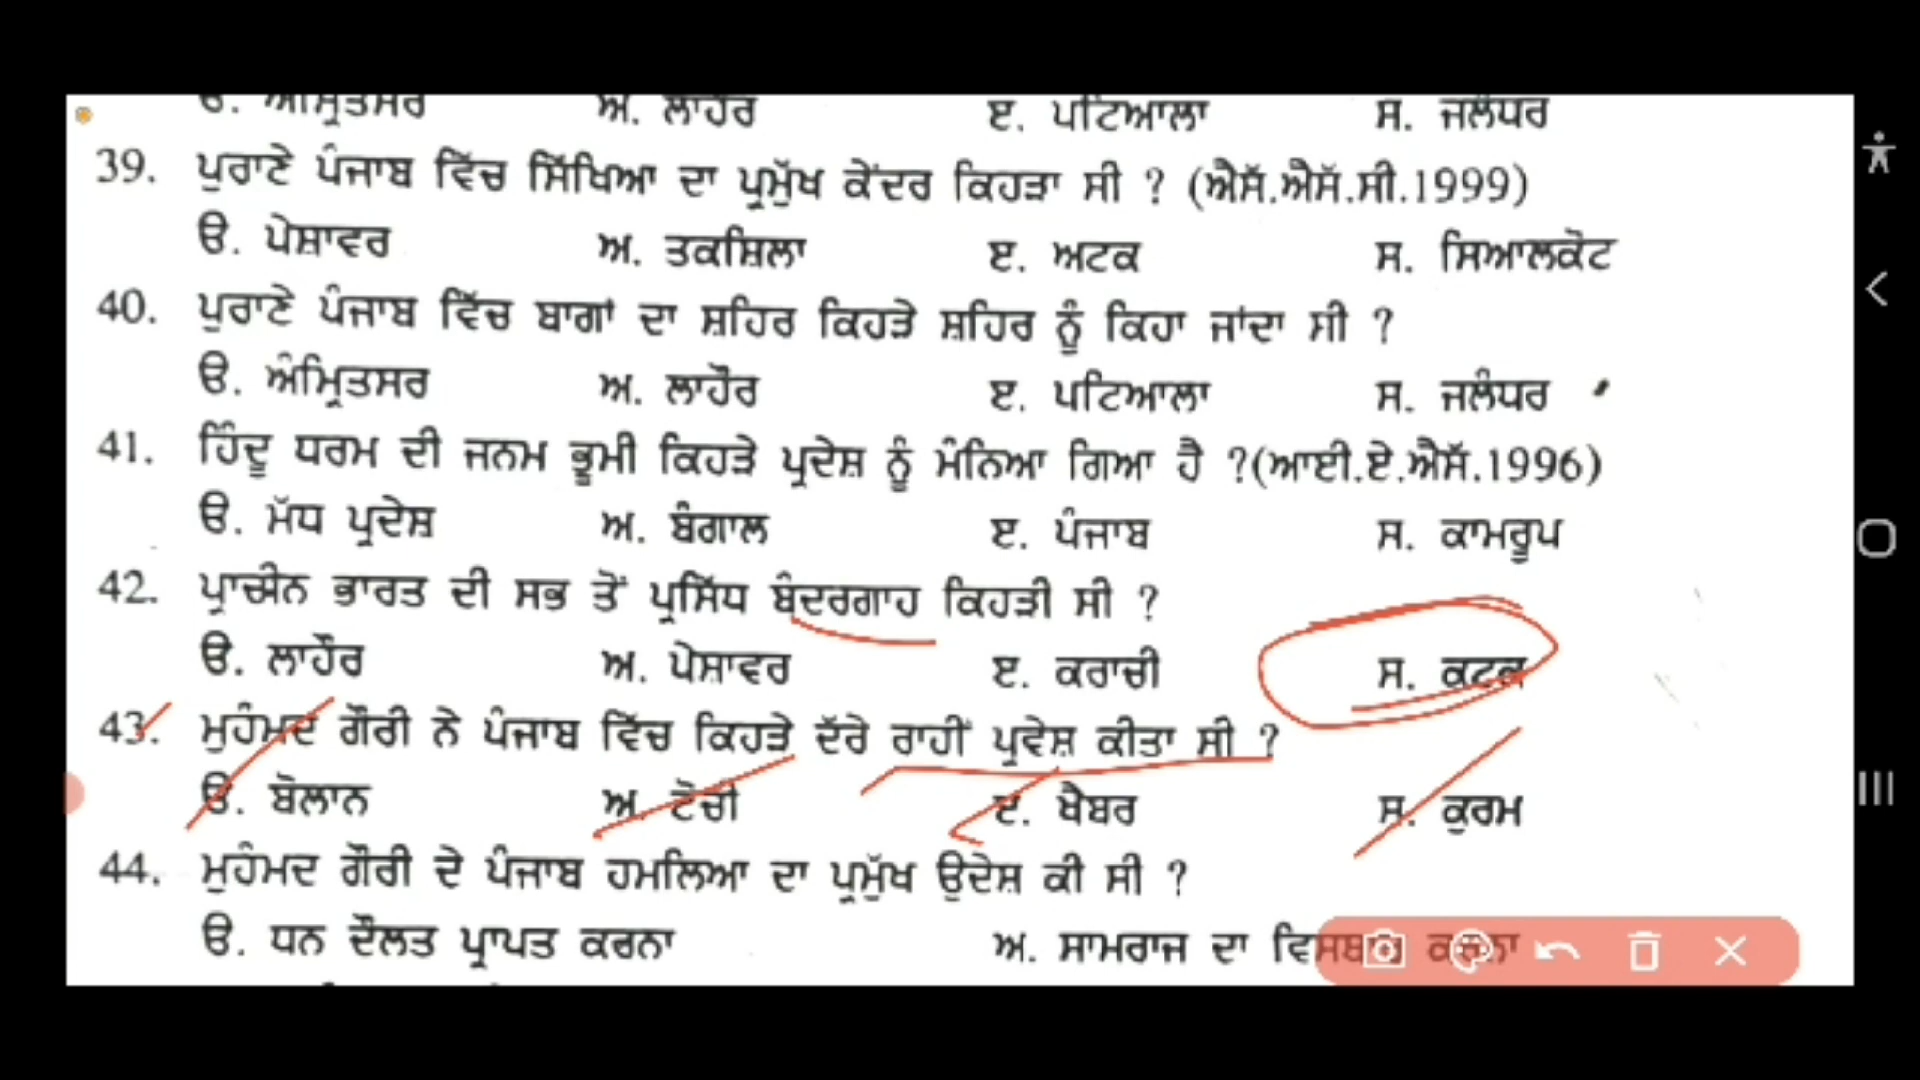 ੳ. ਅੰਮ੍ਰਿਤਸਰ ਅ. ਲਾਹੌਰ ੲ. ਪਟਿਆਲਾ ਸ. ਜਲੰਧਰ
39. ਪੁਰਾਣੇ ਪੰਜਾਬ ਵਿੱਚ ਸਿੱਖਿਆ ਦਾ ਪ੍ਰਮੁੱਖ ਕੇਂਦਰ ਕਿਹੜਾ ਸੀ ? (ਐਸੱ.ਐਸੱ.ਸੀ.1999)
ੳ. ਪੇਸ਼ਾਵਰ ਅ. ਤਕਸ਼ਿਲਾ ੲ. ਅਟਕ ਸ. ਸਿਆਲਕੋਟ
40. ਪੁਰਾਣੇ ਪੰਜਾਬ ਵਿੱਚ ਬਾਗਾਂ ਦਾ ਸ਼ਹਿਰ ਕਿਹੜੇ ਸ਼ਹਿਰ ਨੂੰ ਕਿਹਾ ਜਾਂਦਾ ਸੀ ?
ੳ. ਅੰਮ੍ਰਿਤਸਰ ਅ. ਲਾਹੌਰ ੲ. ਪਟਿਆਲਾ ਸ. ਜਲੰਧਰ
41. ਹਿੰਦੂ ਧਰਮ ਦੀ ਜਨਮ ਭੂਮੀ ਕਿਹੜੇ ਪ੍ਰਦੇਸ਼ ਨੂੰ ਮੰਨਿਆ ਗਿਆ ਹੈ ?(ਆਈ.ਏ.ਐਸੱ.1996)
ੳ. ਮੱਧ ਪ੍ਰਦੇਸ਼ ਅ. ਬੰਗਾਲ ੲ. ਪੰਜਾਬ ਸ. ਕਾਮਰੂਪ
42. ਪ੍ਰਾਚੀਨ ਭਾਰਤ ਦੀ ਸਭ ਤੋਂ ਪ੍ਰਸਿੱਧ ਬੰਦਰਗਾਹ ਕਿਹੜੀ ਸੀ ?
ੳ. ਲਾਹੌਰ ਅ. ਪੇਸ਼ਾਵਰ ੲ. ਕਰਾਚੀ ਸ. ਕਟਕ
43. ਮੁਹੰਮਦ ਗੌਰੀ ਨੇ ਪੰਜਾਬ ਵਿੱਚ ਕਿਹੜੇ ਦੱਰੇ ਰਾਹੀਂ ਪ੍ਰਵੇਸ਼ ਕੀਤਾ ਸੀ ?
ੳ. ਬੋਲਾਨ ਅ. ਟੋਚੀ ੲ. ਖੈਬਰ ਸ. ਕੁਰਮ
44. ਮੁਹੰਮਦ ਗੌਰੀ ਦੇ ਪੰਜਾਬ ਹਮਲਿਆ ਦਾ ਪ੍ਰਮੁੱਖ ਉਦੇਸ਼ ਕੀ ਸੀ ?
ੳ. ਧਨ ਦੌਲਤ ਪ੍ਰਾਪਤ ਕਰਨਾ ਅ. ਸਾਮਰਾਜ ਦਾ ਕਰਨਾ